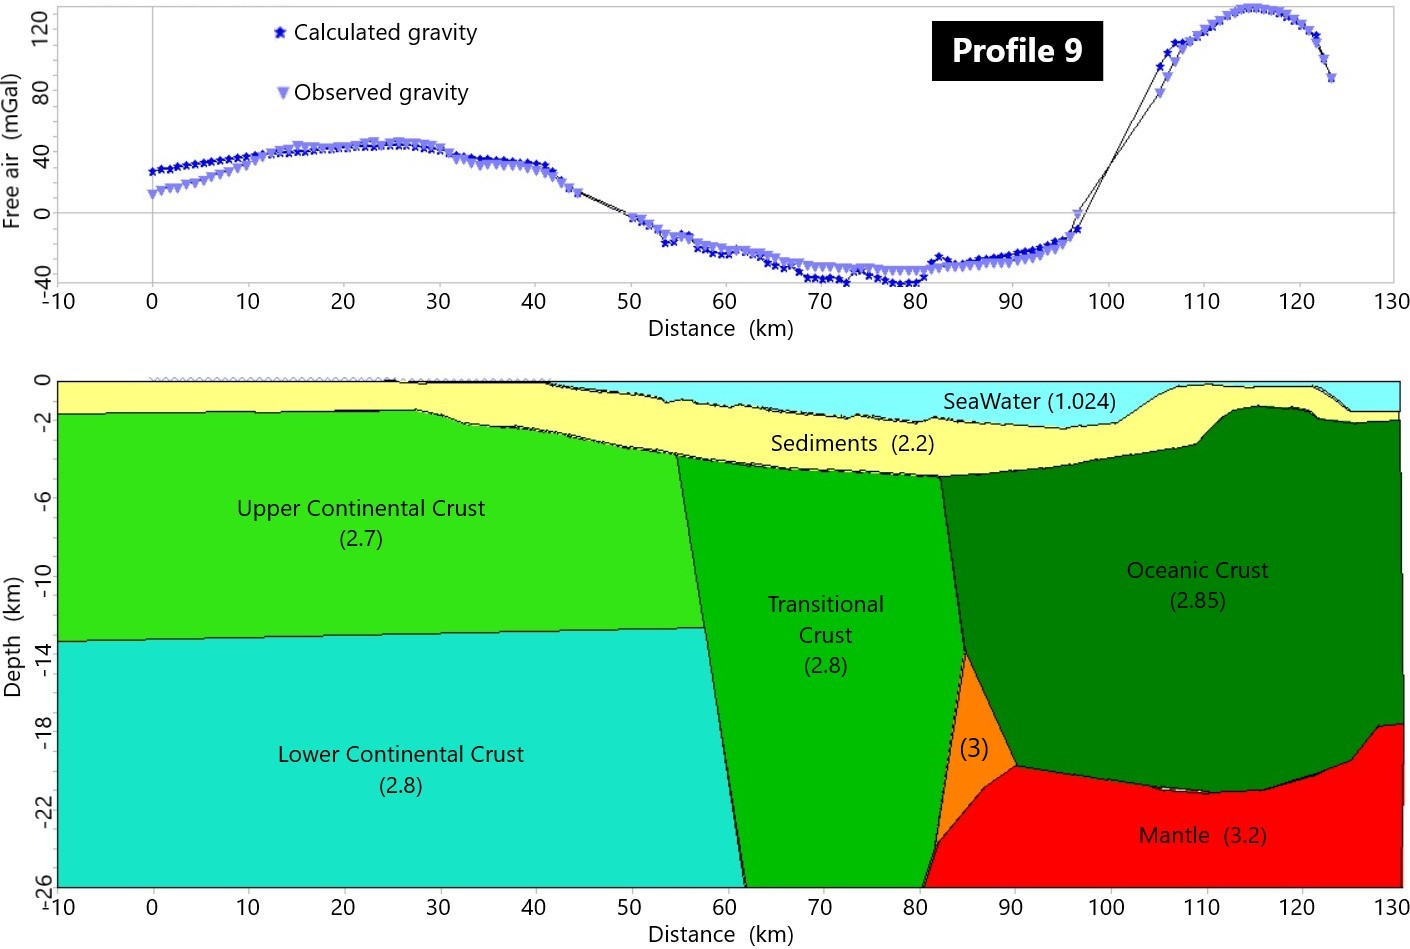 120
80
40
0
-40
Free air (mGal)
Calculated gravity
Observed gravity
Profile 9
-10 0 10 20 30 40 50 60 70 80 90 100 110 120 130
Distance (km)
0
-2
-6
-10
-14
-18
-22
-26
Depth (km)
SeaWater (1.024)
Sediments (2.2)
Upper Continental Crust
(2.7)
Oceanic Crust
(2.85)
Transitional
Crust
(2.8)
Lower Continental Crust
(2.8)
(3)
Mantle (3.2)
-10 0 10 20 30 40 50 60 70 80 90 100 110 120 130
Distance (km)